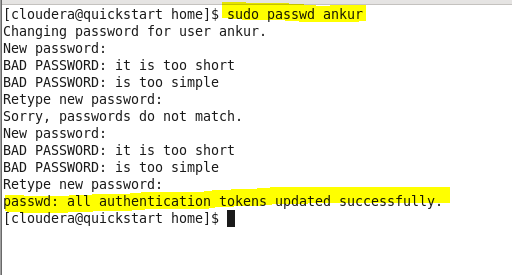 [cloudera@quickstart home]$ sudo passwd ankur
Changing password for user ankur.
New password:
BAD PASSWORD: it is too short
BAD PASSWORD: is too simple
Retype new password:
Sorry, passwords do not match.
New password:
BAD PASSWORD: it is too short
BAD PASSWORD: is too simple
Retype new password:
passwd: all authentication tokens updated successfully.
[cloudera@quickstart home]$